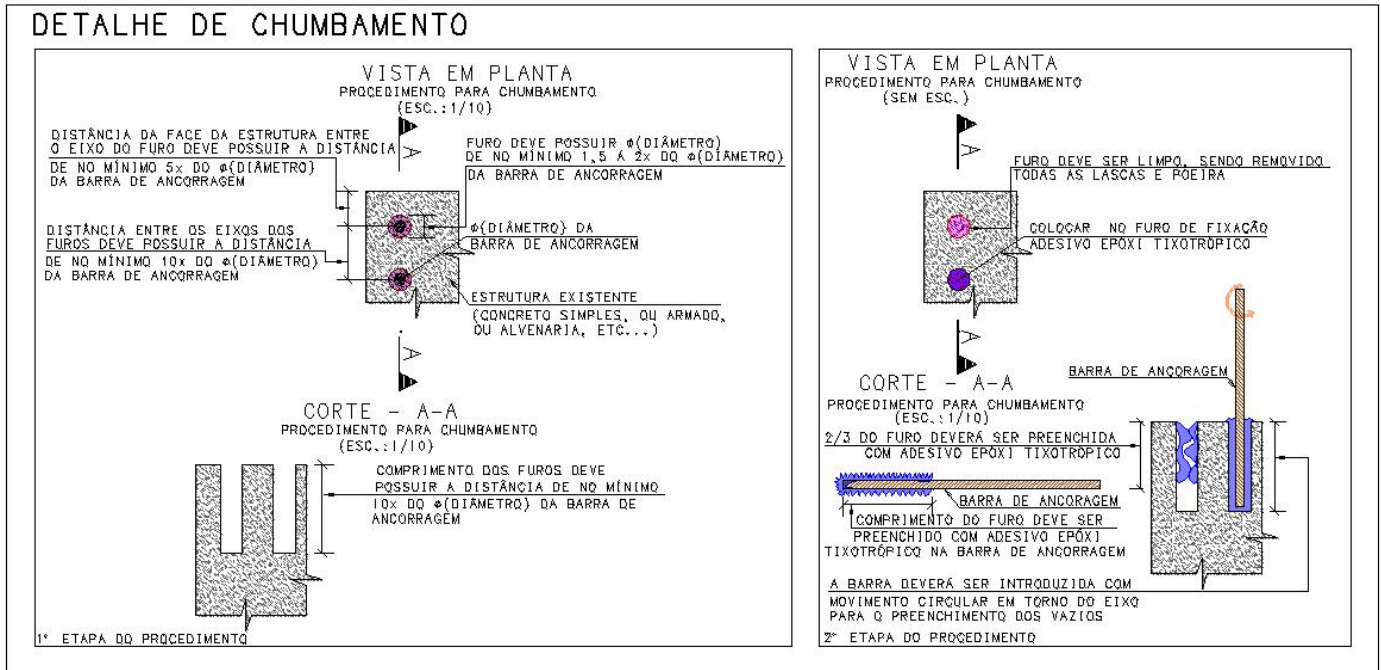 DETALHE DE CHUMBAMENTO
VISTA EM PLANTA
PROCEDIMENTO PARA CHUMBAMENTO
(ESC.:1/10)
DISTÂNCIA DA FACE DA ESTRUTURA ENTRE
O EIXO DO FURO DEVE POSSUIR A DISTÂNCIA
DE NO MÍNIMO 5x DO ø(DIÂMETRO)
DA BARRA DE ANCORRAGEM
A
FURO DEVE POSSUIR ø(DIÂMETRO)
DE NO MÍNIMO 1,5 A 2x DO ø(DIÂMETRO)
DA BARRA DE ANCORRAGEM
DISTÂNCIA ENTRE OS EIXOS DOS
FUROS DEVE POSSUIR A DISTÂNCIA
DE NO MÍNIMO 10x DO ø(DIÂMETRO)
DA BARRA DE ANCORRAGEM
ø(DIÂMETRO) DA
BARRA DE ANCORRAGEM
ESTRUTURA EXISTENTE
(CONCRETO SIMPLES, OU ARMADO,
OU ALVENARIA, ETC...)
A
CORTE - A-A
PROCEDIMENTO PARA CHUMBAMENTO
(ESC.:1/10)
COMPRIMENTO DOS FUROS DEVE
POSSUIR A DISTÂNCIA DE NO MÍNIMO
10x DO ø(DIÂMETRO) DA BARRA DE
ANCORRAGEM
1° ETAPA DO PROCEDIMENTO
VISTA EM PLANTA
PROCEDIMENTO PARA CHUMBAMENTO
(SEM ESC.)
A
FURO DEVE SER LIMPO, SENDO REMOVIDO
TODAS AS LASCAS E POEIRA
COLOCAR NO FURO DE FIXAÇÃO
ADESIVO EPÓXI TIXOTRÓPICO
A
BARRA DE ANCORAGEM
CORTE - A-A
PROCEDIMENTO PARA CHUMBAMENTO
(ESC.:1/10)
2/3 DO FURO DEVERÁ SER PREENCHIDA
COM ADESIVO EPÓXI TIXOTRÓPICO
BARRA DE ANCORAGEM
COMPRIMENTO DO FURO DEVE SER
PREENCHIDO COM ADESIVO EPÓXI
TIXOTRÓPICO NA BARRA DE ANCORRAGEM
A BARRA DEVERÁ SER INTRODUZIDA COM
MOVIMENTO CIRCULAR EM TORNO DO EIXO
PARA O PREENCHIMENTO DOS VAZIOS
2° ETAPA DO PROCEDIMENTO